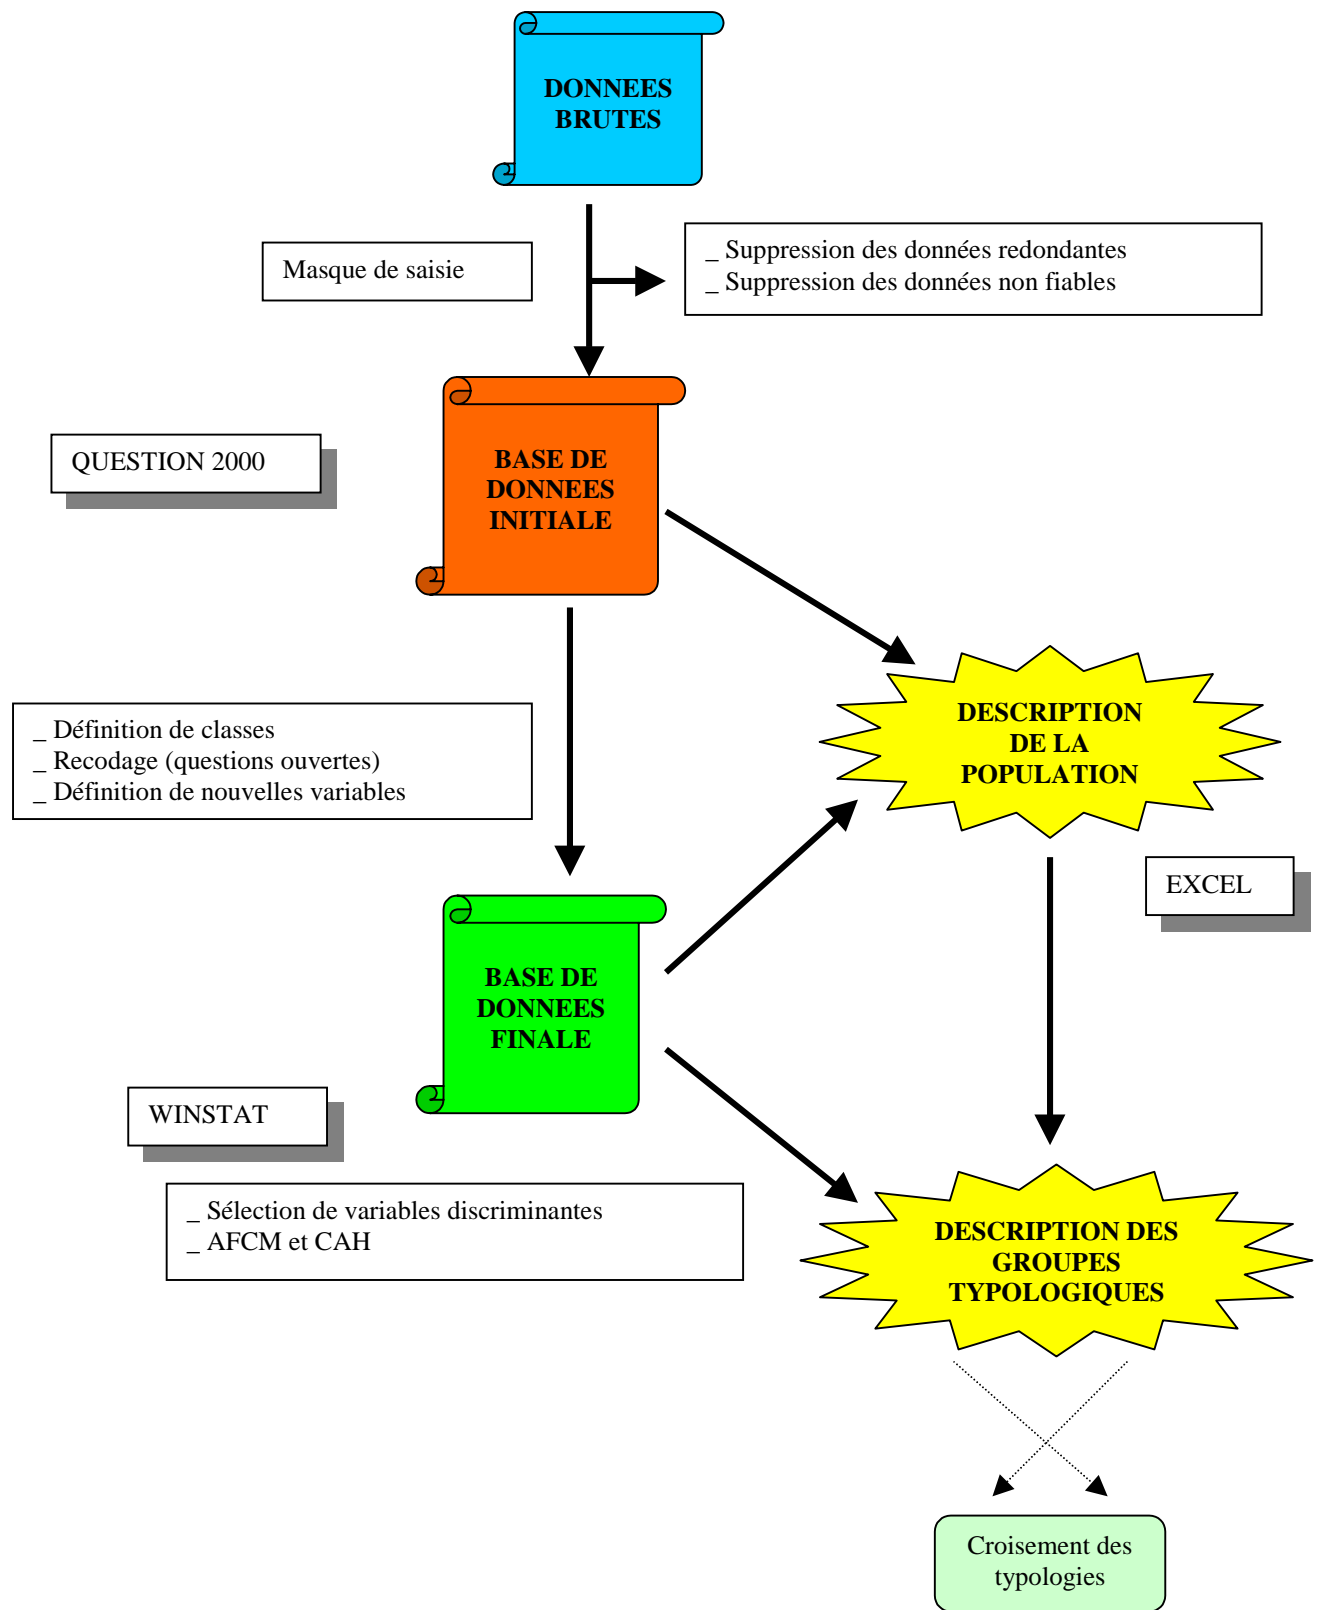 DONNEES
BRUTES
Masque de saisie
_ Suppression des données redondantes
_ Suppression des données non fiables
QUESTION 2000
BASE DE
DONNEES
INITIALE
_ Définition de classes
_ Recodage (questions ouvertes)
_ Définition de nouvelles variables
DESCRIPTION
DE LA
POPULATION
EXCEL
BASE DE
DONNEES
FINALE
WINSTAT
_ Sélection de variables discriminantes
_ AFCM et CAH
DESCRIPTION DES
GROUPES
TYPOLOGIQUES
Croisement des
typologies